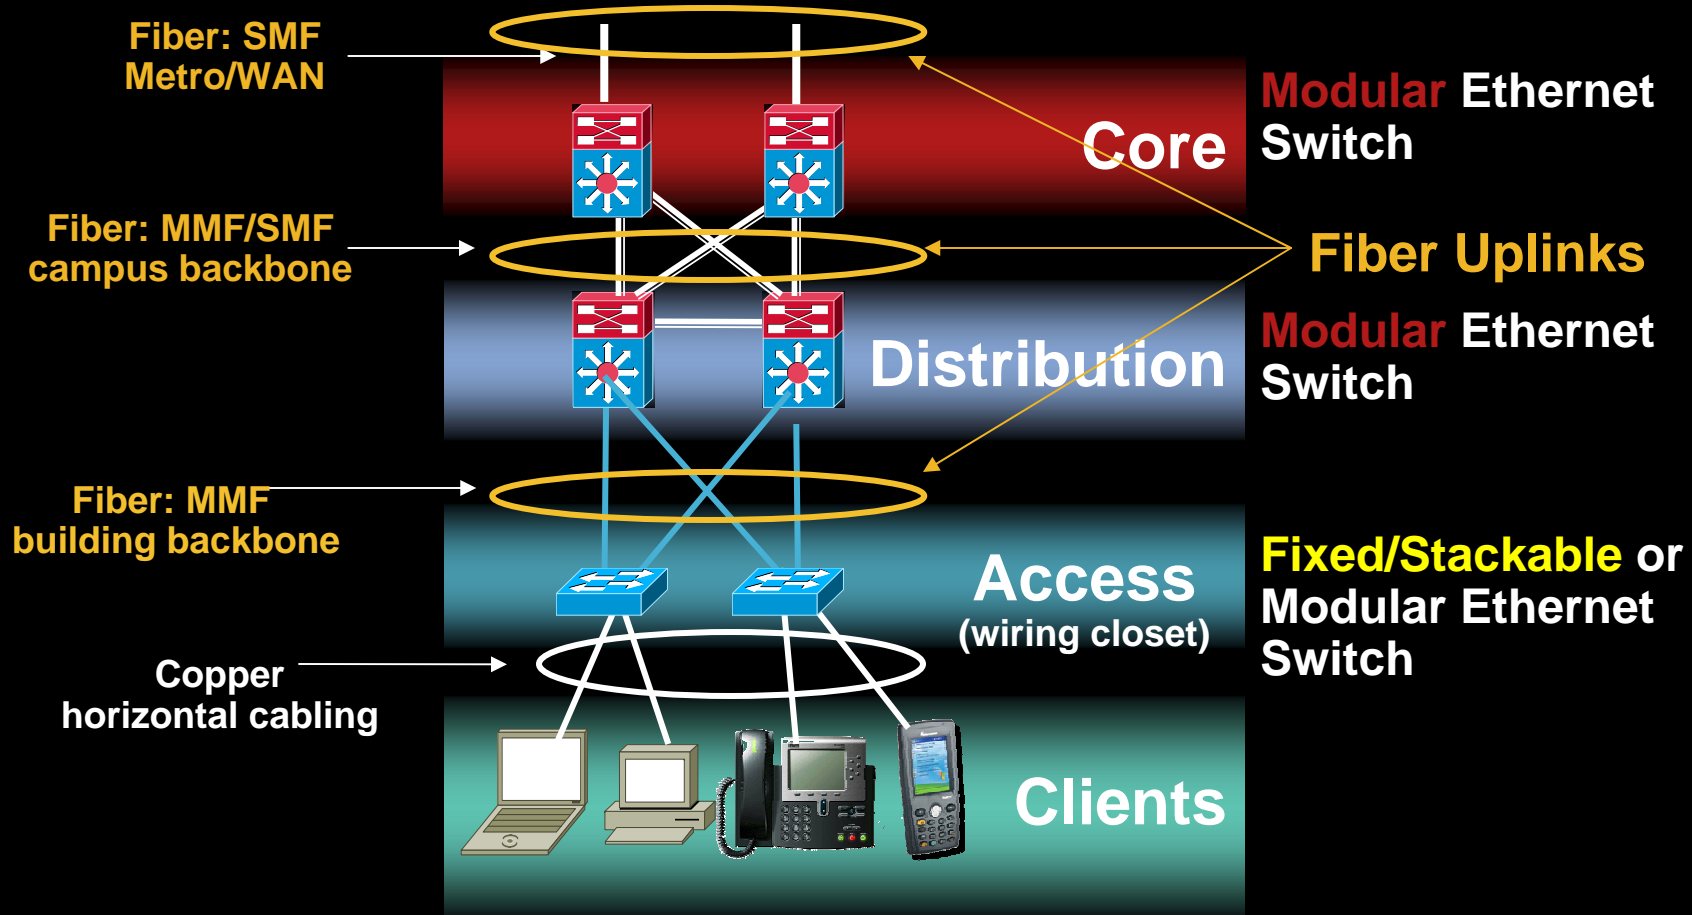 Fiber: SMF
Metro/WAN
Modular Ethernet
Switch
Core
Fiber: MMF/SMF
campus backbone
Fiber Uplinks
Modular Ethernet
Switch
Distribution
Fiber: MMF
building backbone
Access
(wiring closet)
Fixed/Stackable or
Modular Ethernet
Switch
Copper
horizontal cabling
Clients